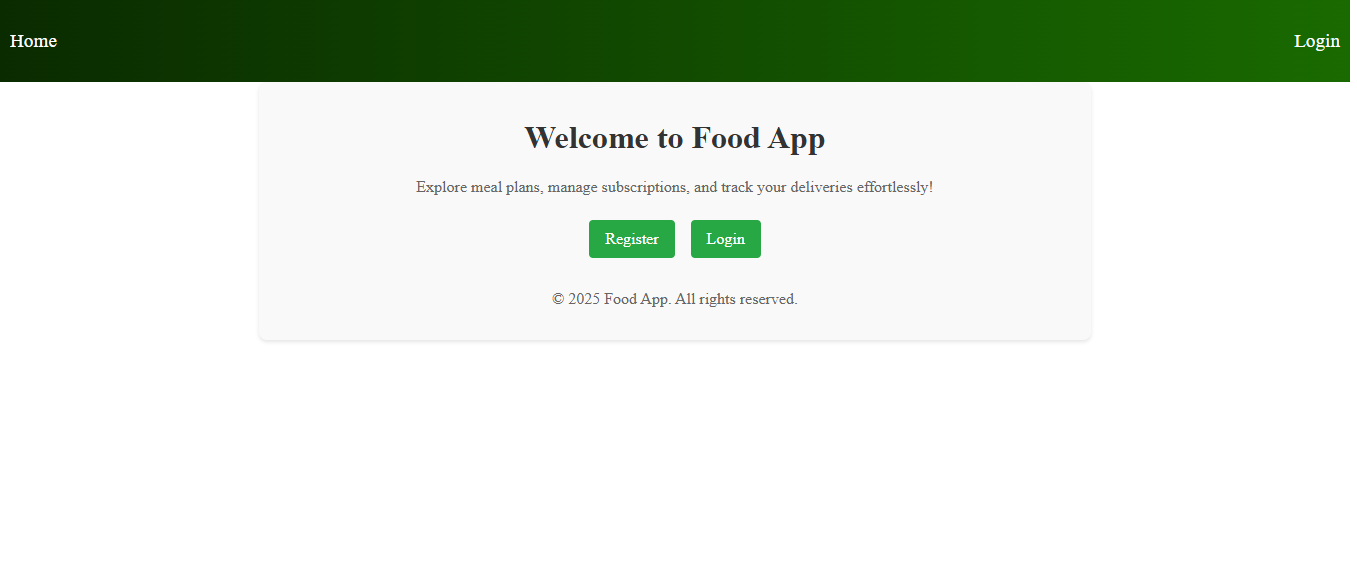 Home
Login
Welcome to Food App
Explore meal plans, manage subscriptions, and track your deliveries effortlessly!
Register
Login
© 2025 Food App. All rights reserved.